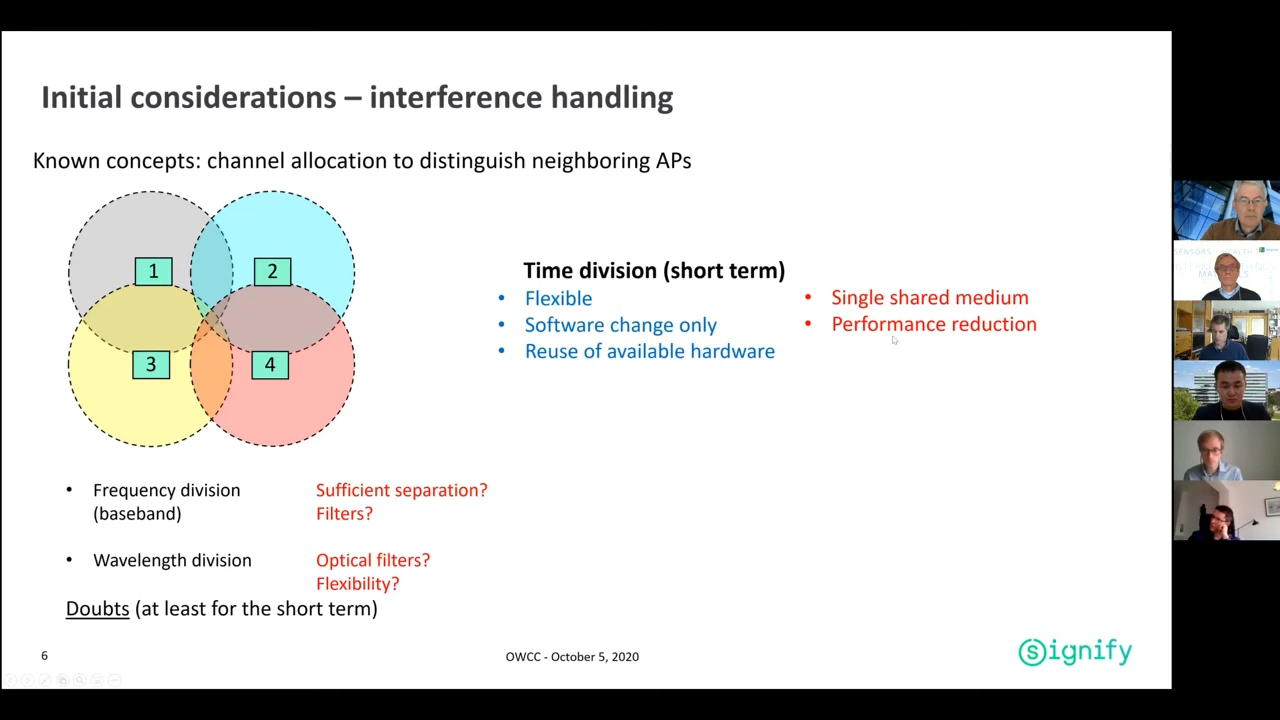 Initial considerations – interference handling
Known concepts: channel allocation to distinguish neighboring APs
1
2
3
4
Time division (short term)
• Flexible
• Software change only
• Reuse of available hardware
• Single shared medium
• Performance reduction
• Frequency division
(baseband)
Sufficient separation?
Filters?
• Wavelength division
Optical filters?
Flexibility?
Doubts (at least for the short term)
6
OWCC - October 5, 2020
Signify